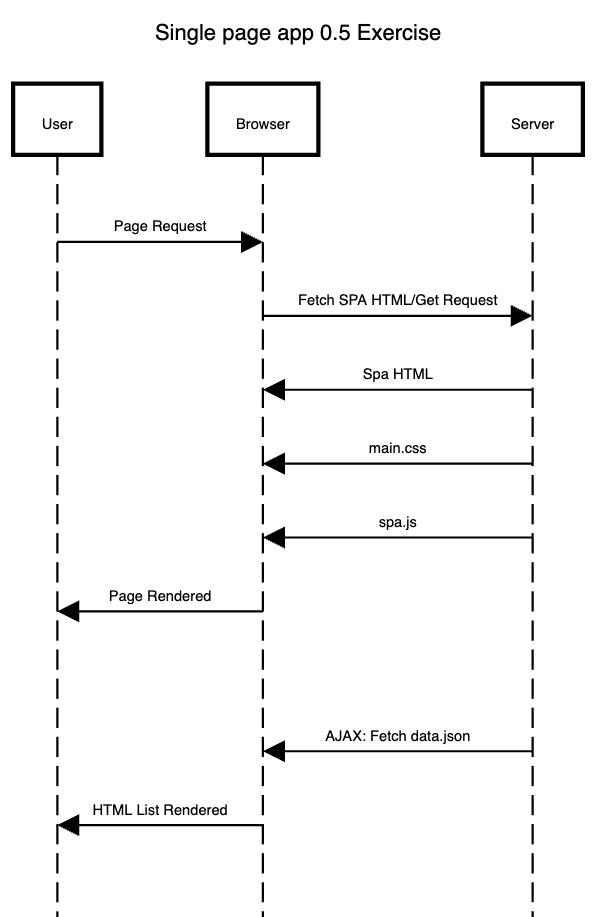 Single page app 0.5 Exercise
User
Browser
Server
Page Request
Fetch SPA HTML/Get Request
Spa HTML
main.css
spa.js
Page Rendered
AJAX: Fetch data.json
HTML List Rendered